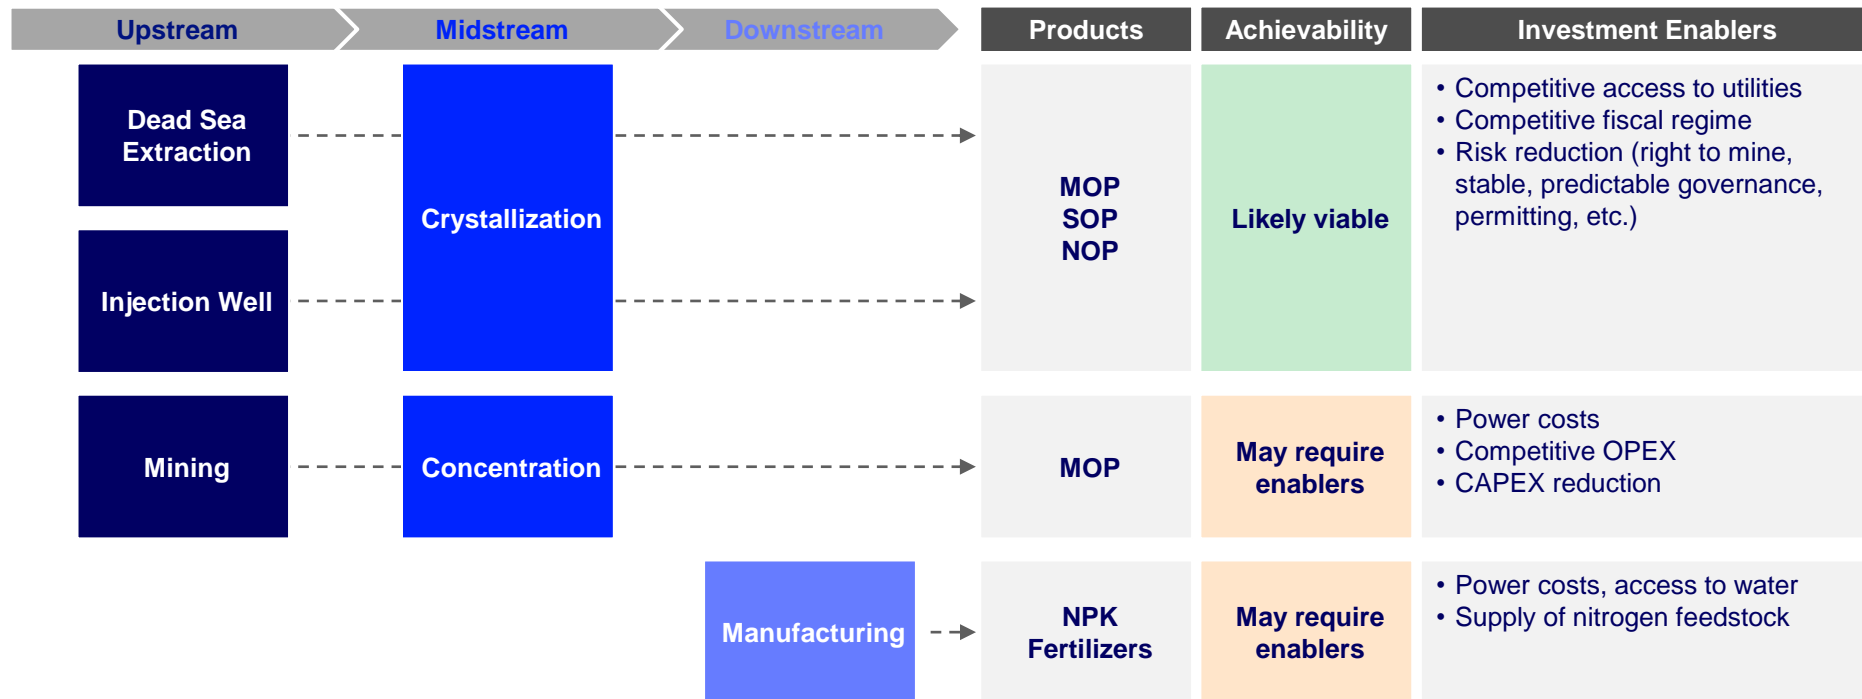 Upstream
Midstream
Downstream
Products
Achievability
Investment Enablers
Dead Sea
Extraction
Injection Well
Crystallization
MOP
SOP
NOP
Likely viable
• Competitive access to utilities
• Competitive fiscal regime
• Risk reduction (right to mine,
stable, predictable governance,
permitting, etc.)
Mining
Concentration
MOP
May require
enablers
• Power costs
• Competitive OPEX
• CAPEX reduction
Manufacturing
NPK
Fertilizers
May require
enablers
• Power costs, access to water
• Supply of nitrogen feedstock